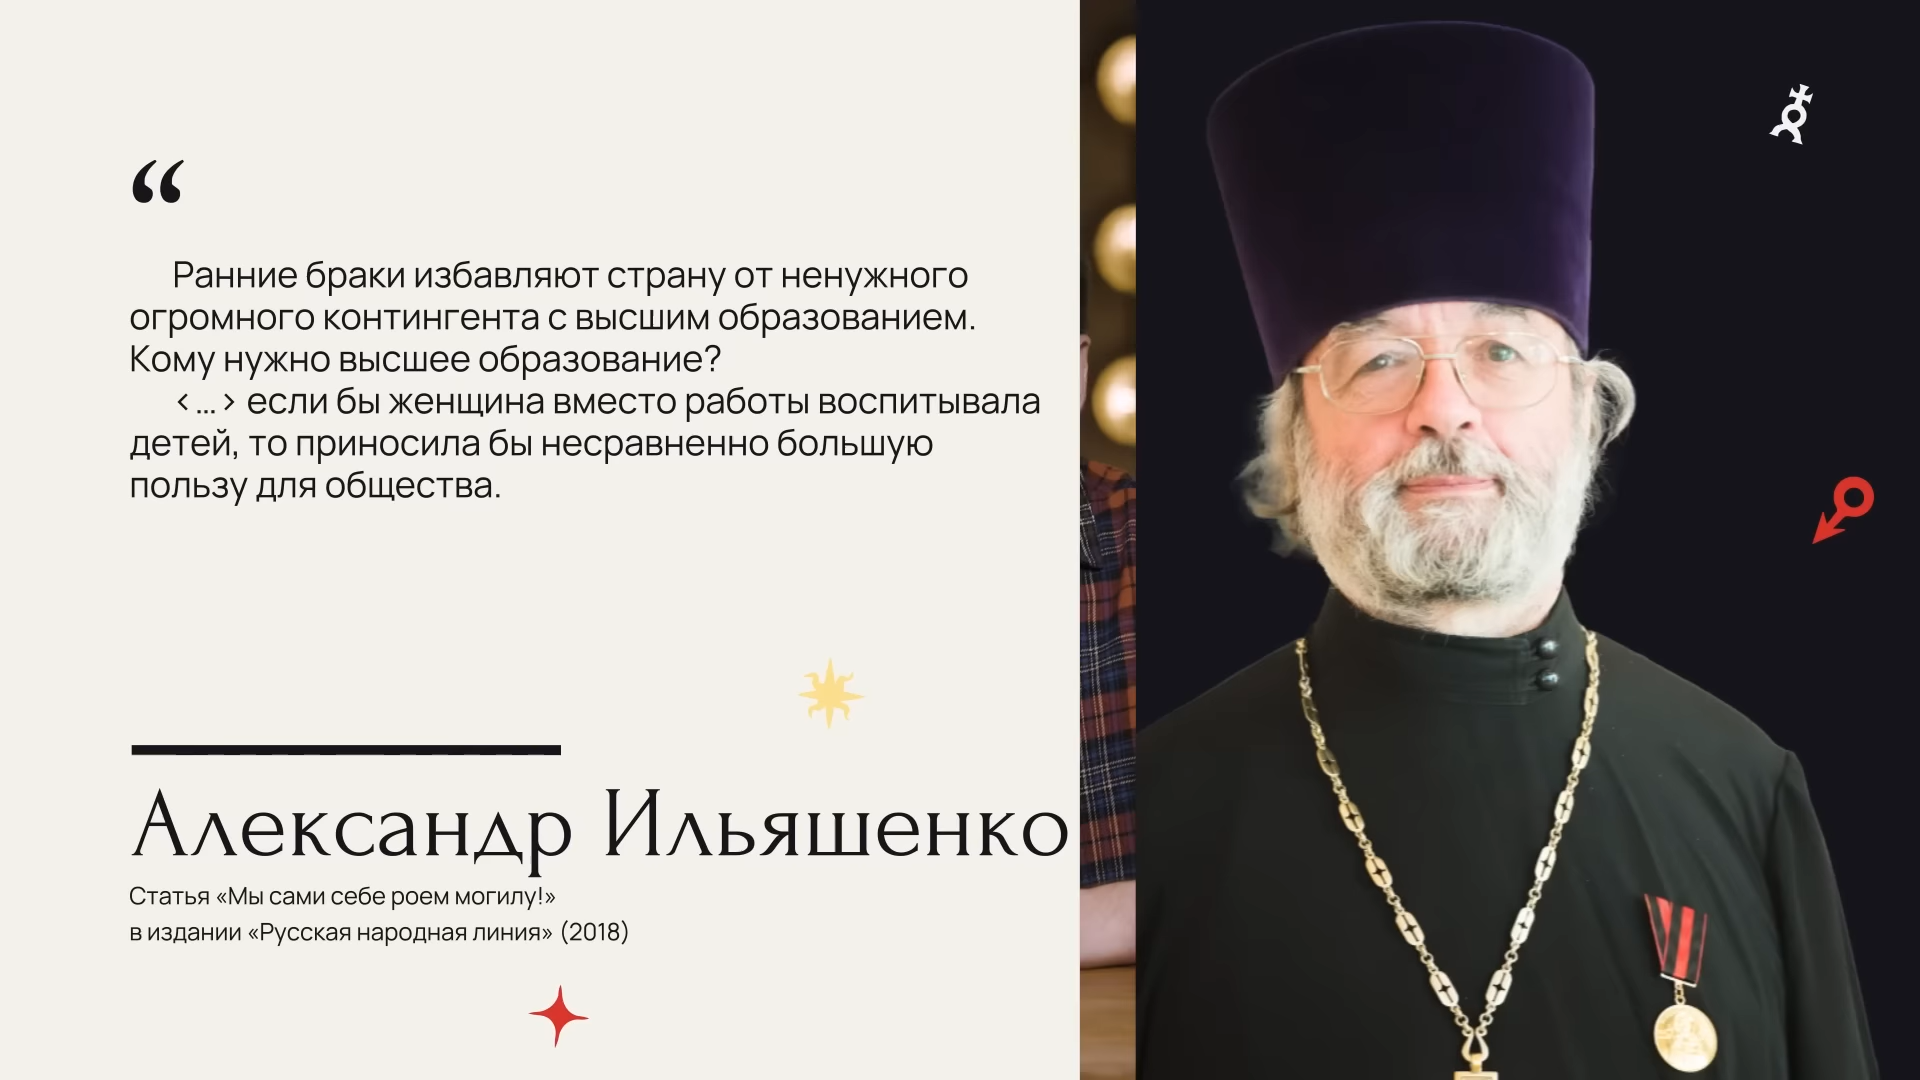 “
Ранние браки избавляют страну от ненужного
огромного контингента с высшим образованием.
Кому нужно высшее образование?
<...> если бы женщина вместо работы воспитывала
детей, то приносила бы несравненно большую
пользу для общества.
Александр Ильяшенко
Статья «Мы сами себе роем могилу!»
в издании «Русская народная линия» (2018)